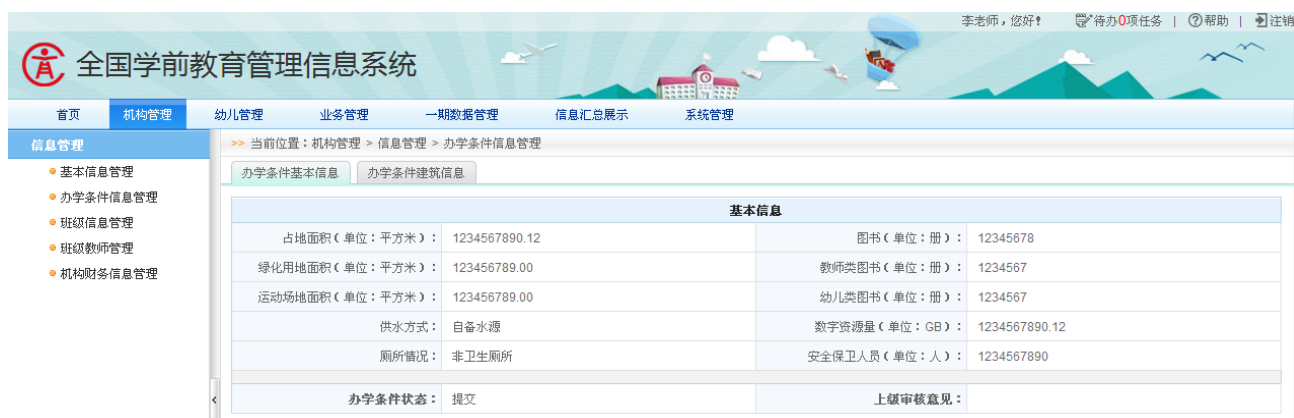 李老师，您好！ 待办0项任务 | 帮助 | 注销
全国学前教育管理信息系统
首页 机构管理 幼儿管理 业务管理 一期数据管理 信息汇总展示 系统管理
信息管理
基本信息管理
办学条件信息管理
班级信息管理
班级教师管理
机构财务信息管理
>> 当前位置：机构管理 > 信息管理 > 办学条件信息管理
办学条件基本信息 办学条件建筑信息
基本信息
占地面积（单位：平方米）： 1234567890.12 图书（单位：册）： 12345678
绿化用地面积（单位：平方米）： 123456789.00 教师类图书（单位：册）： 1234567
运动场地面积（单位：平方米）： 123456789.00 幼儿类图书（单位：册）： 1234567
供水方式： 自备水源 数字资源量（单位：GB）： 1234567890.12
厕所情况： 非卫生厕所 安全保卫人员（单位：人）： 1234567890
办学条件状态： 提交 上级审核意见：